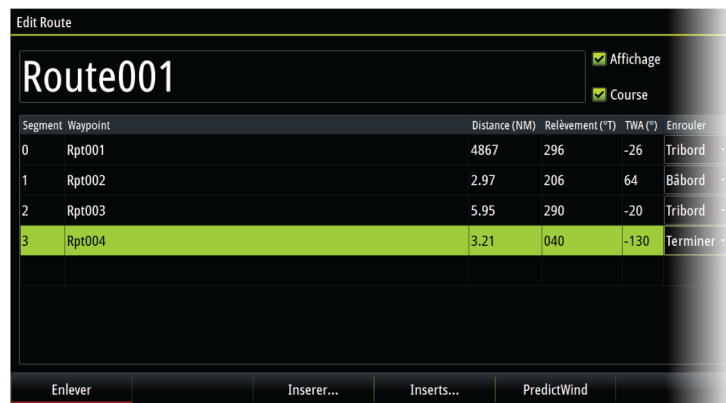 Edit Route
Route001
Affichage
Course
Segment Waypoint Distance (NM) Relèvement (°T) TWA (°) Enrouler
0 Rpt001 4867 296 -26 Tribord
1 Rpt002 2.97 206 64 Bâbord
2 Rpt003 5.95 290 -20 Tribord
3 Rpt004 3.21 040 -130 Terminer
Enlever Inserer... Inserts... PredictWind